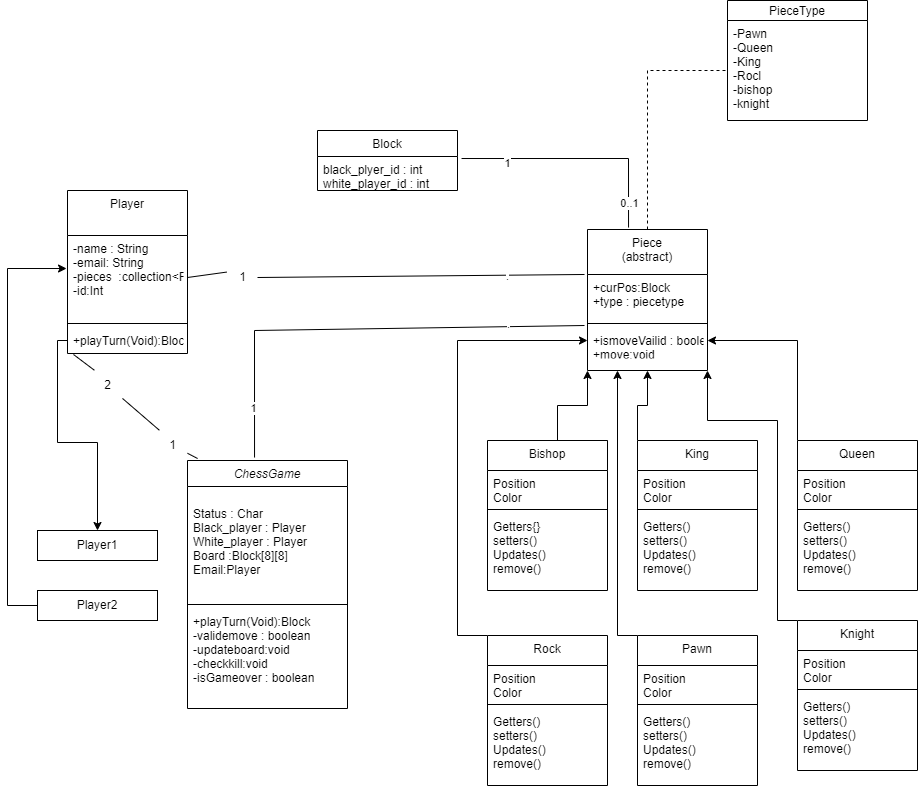 PieceType
-Pawn
-Queen
-King
-Rocl
-bishop
-knight
Block
black_plyer_id : int
white_player_id : int
1
0..1
Player
-name : String
-email: String
-pieces :collection<F
-id:Int
+playTurn(Void):Bloc
1
Piece
(abstract)
+curPos:Block
+type : piecetype
+ismoveVailid : boole
+move:void
2
1
1
ChessGame
Status : Char
Black_player : Player
White_player : Player
Board :Block[8][8]
Email:Player
+playTurn(Void):Block
-validemove : boolean
-updateboard:void
-checkkill:void
-isGameover : boolean
Player1
Player2
Bishop
Position
Color
Getters{}
setters()
Updates()
remove()
King
Position
Color
Getters()
setters()
Updates()
remove()
Queen
Position
Color
Getters()
setters()
Updates()
remove()
Rock
Position
Color
Getters()
setters()
Updates()
remove()
Pawn
Position
Color
Getters()
setters()
Updates()
remove()
Knight
Position
Color
Getters()
setters()
Updates()
remove()